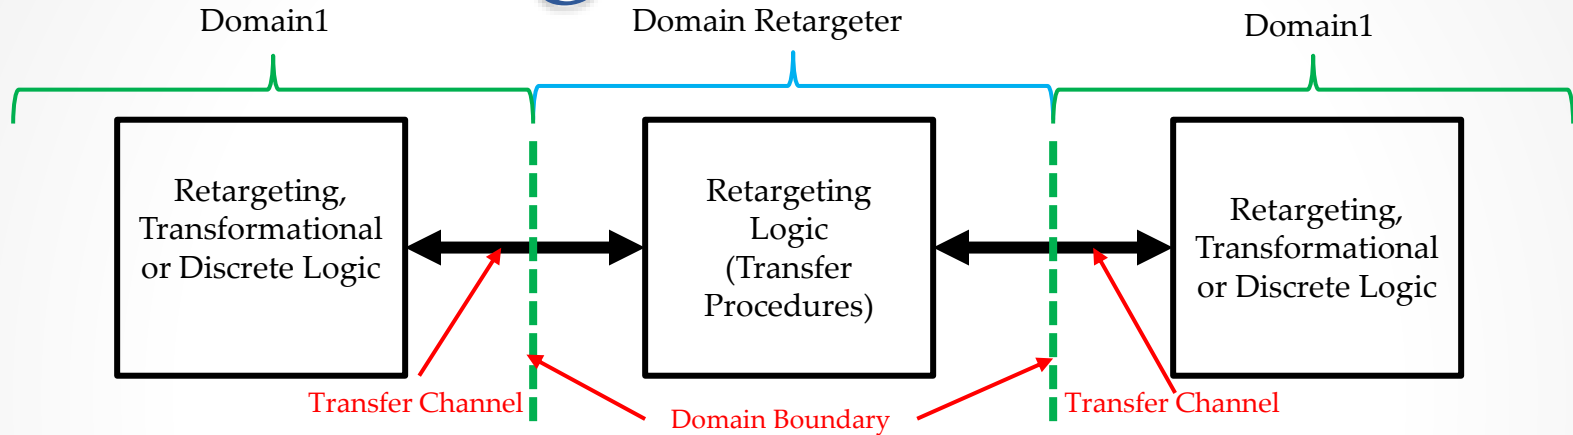 Domain1
Domain Retargeter
Domain1
Retargeting,
Transformational
or Discrete Logic
Retargeting
Logic
(Transfer
Procedures)
Retargeting,
Transformational
or Discrete Logic
Transfer Channel
Domain Boundary
Transfer Channel